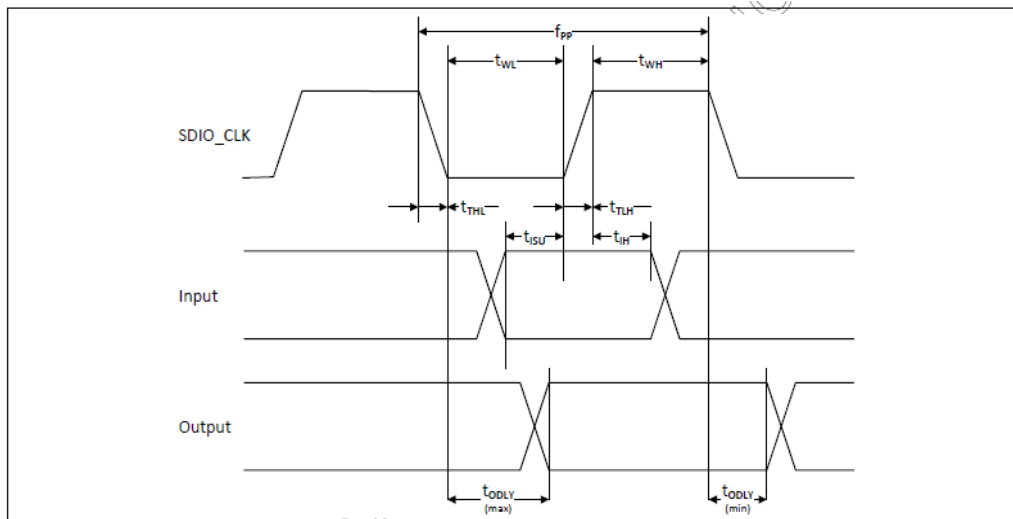 fPP
tWL
tWH
SDIO_CLK
tTHL
tTLH
tISU
tIH
Input
Output
tODLY
(max)
tODLY
(min)